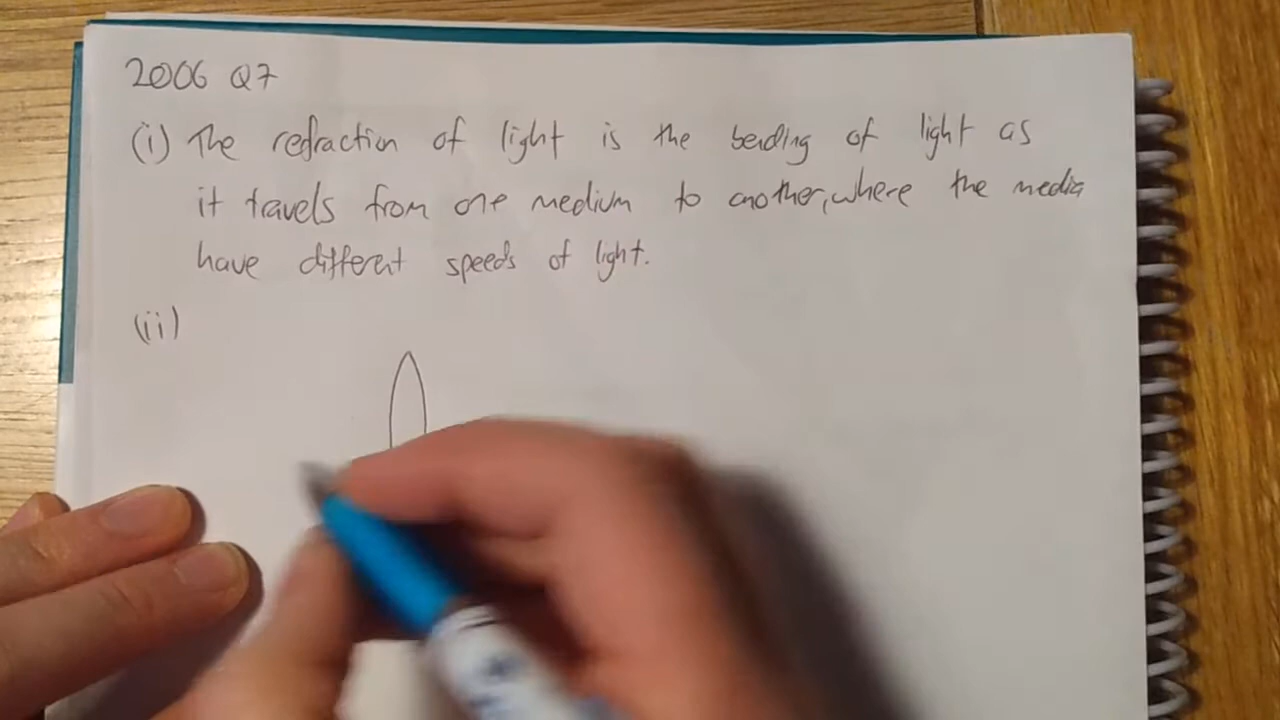 2006 Q7
(i) The refraction of light is the bending of light as
it travels from one medium to another, where the media
have different speeds of light.
(ii)